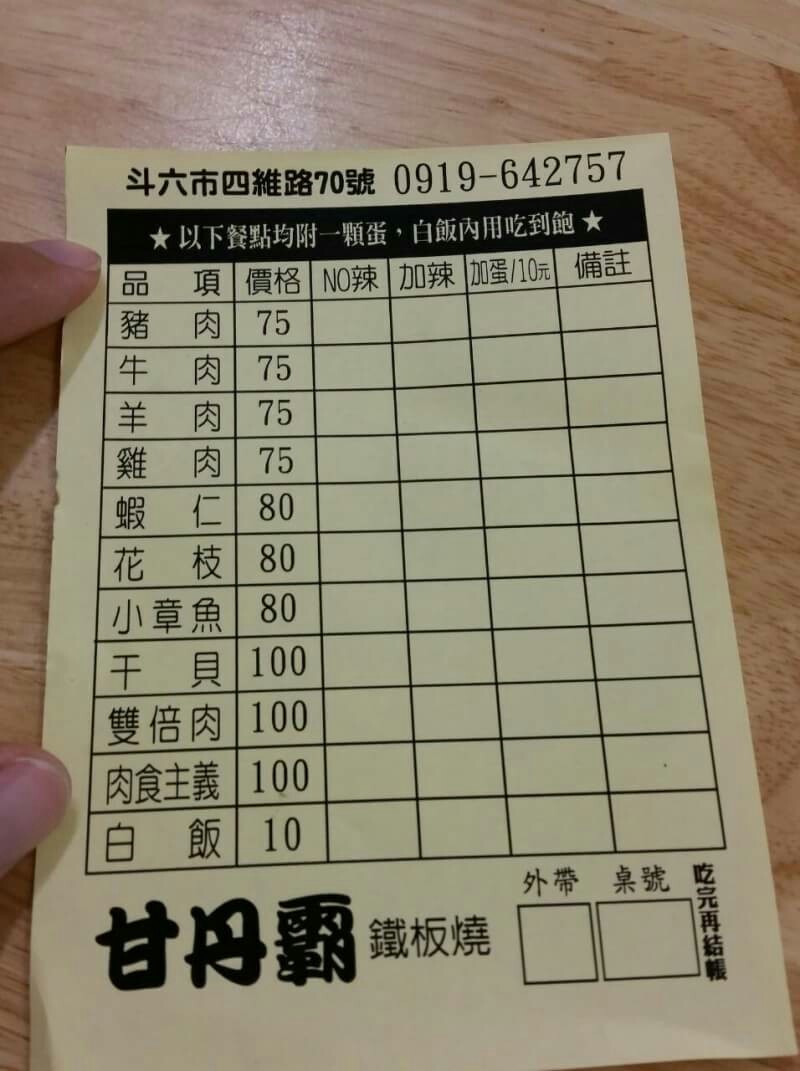 斗六市四維路70號 0919-642757
★以下餐點均附一顆蛋，白飯內用吃到飽★
品項 價格 NO辣 加辣 加蛋/10元 備註
豬肉 75
牛肉 75
羊肉 75
雞肉 75
蝦仁 80
花枝 80
小章魚 80
干貝 100
雙倍肉 100
肉食主義 100
白飯 10
外帶 桌號
吃完再結帳
甘丹霸 鐵板燒